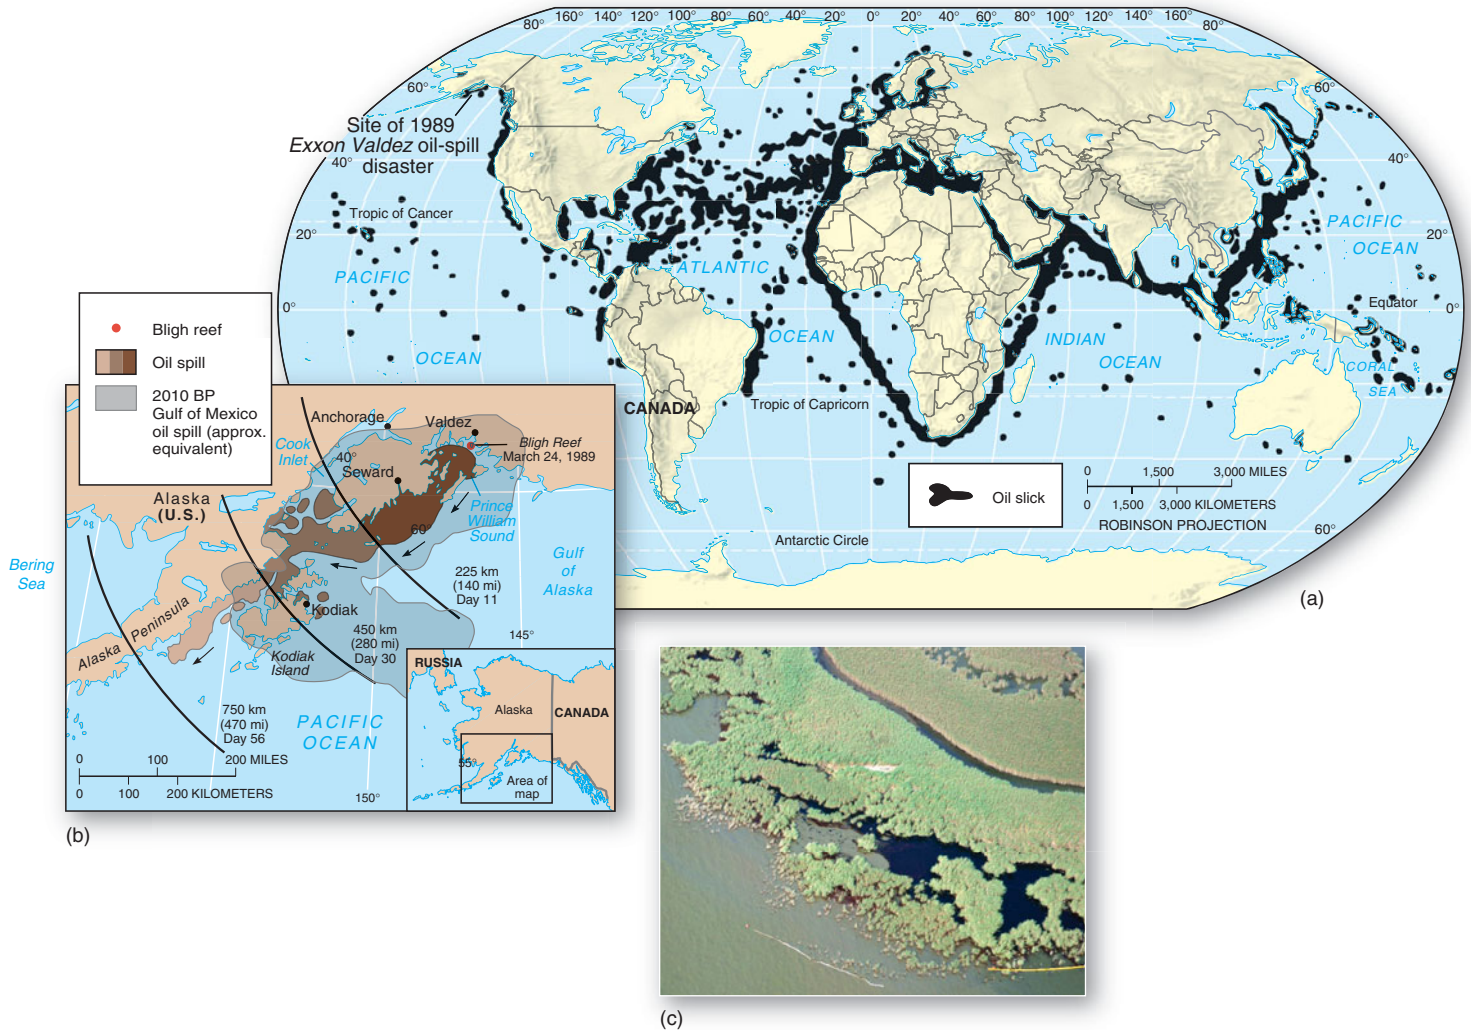 80° 160° 140° 120° 100° 80° 60° 40° 20° 0° 20° 40° 60° 80° 100° 120° 140° 160° 80°
60°
60°
Site of 1989
Exxon Valdez oil-spill
disaster
40°
40°
Tropic of Cancer
20°
PACIFIC
OCEAN
20°
PACIFIC
ATLANTIC
0°
Equator
0°
OCEAN
OCEAN
INDIAN
OCEAN
CORAL
SEA
CANADA
Tropic of Capricorn
Oil slick
0 1,500 3,000 MILES
0 1,500 3,000 KILOMETERS
ROBINSON PROJECTION
Antarctic Circle
60°
(a)
Bligh reef
Oil spill
2010 BP
Gulf of Mexico
oil spill (approx.
equivalent)
Anchorage
Valdez
Cook
Inlet
40°
Bligh Reef
March 24, 1989
Seward
Alaska
(U.S.)
Prince
William
Sound
60°
Bering
Sea
Gulf
of
Alaska
225 km
(140 mi)
Day 11
Kodiak
Alaska Peninsula
450 km
(280 mi)
Day 30
145°
Kodiak
Island
750 km
(470 mi)
Day 56
PACIFIC
OCEAN
0 100 200 MILES
0 100 200 KILOMETERS
150°
RUSSIA
Alaska
CANADA
55°
Area of
map
(b)
(c)